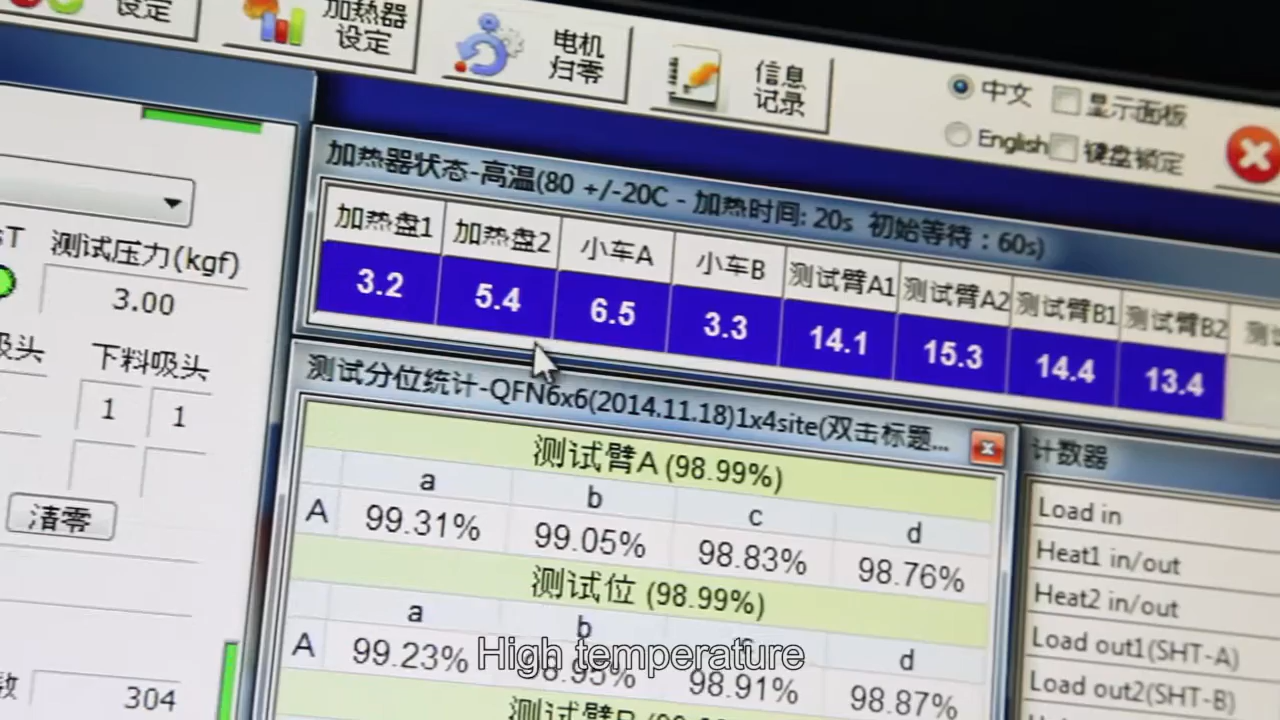 设定
加热器
设定
电机
归零
信息
记录
中文
显示面板
English
键盘锁定
加热器状态-高温(80 +/-20C - 加热时间: 20s 初始等待：60s)
加热盘1 加热盘2 小车A 小车B 测试臂A1 测试臂A2 测试臂B1 测试臂B2 测
3.2 5.4 6.5 3.3 14.1 15.3 14.4 13.4
测试压力(kgf)
3.00
吸头
下料吸头
1 1
清零
304
测试分位统计-QFN6x6(2014.11.18)1x4site(双击标题...
测试臂A (98.99%)
a b c d
A 99.31% 99.05% 98.83% 98.76%
测试位 (98.99%)
a b c d
A 99.23% 98.95% 98.91% 98.87%
计数器
Load in
Heat1 in/out
Heat2 in/out
Load out1(SHT-A)
Load out2(SHT-B)
High temperature